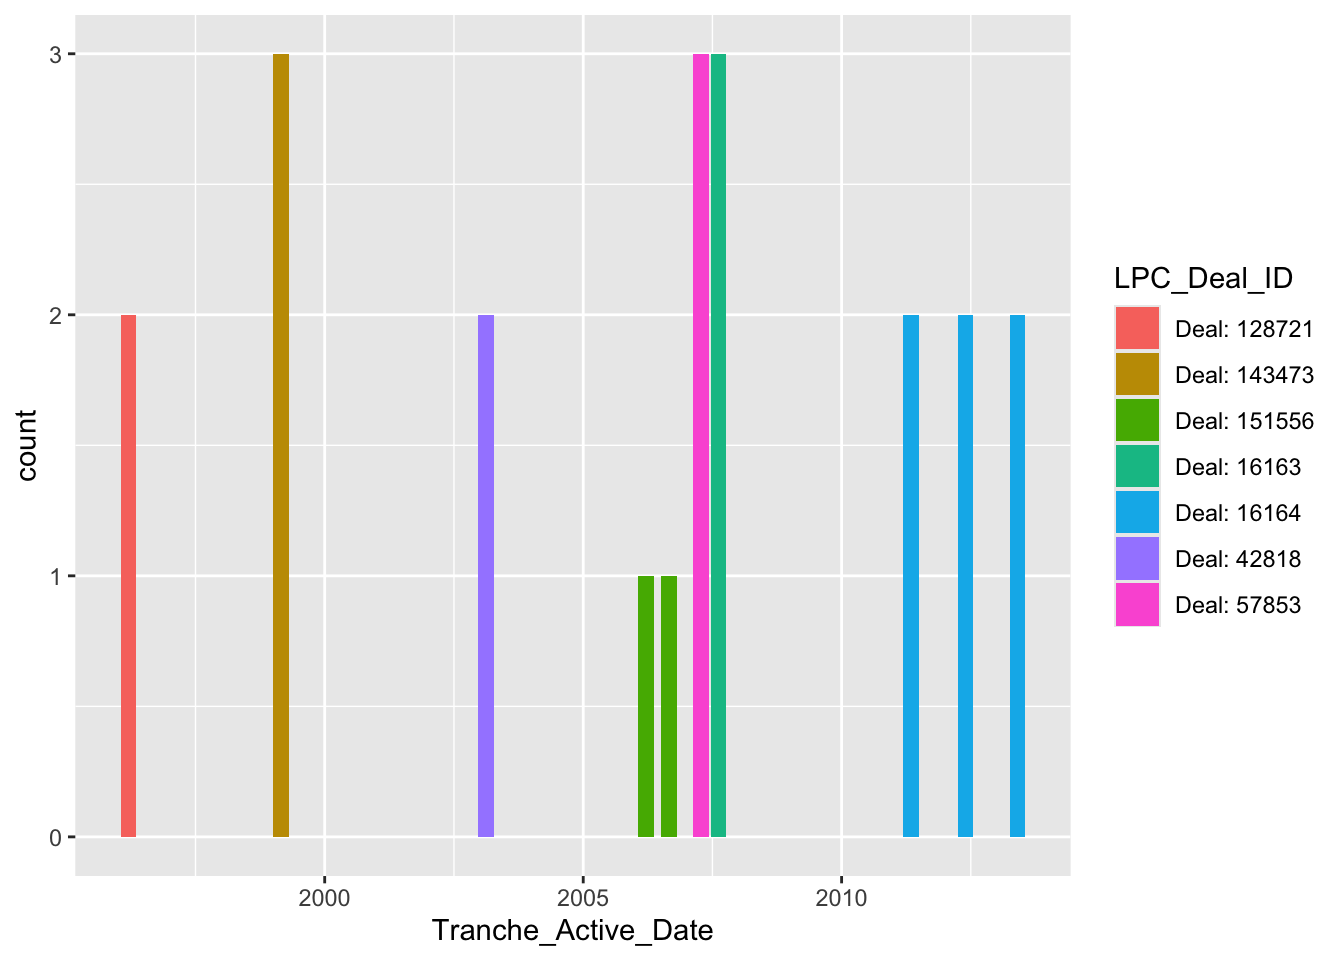 3
2
1
0
count
2000
2005
2010
Tranche_Active_Date
LPC_Deal_ID
Deal: 128721
Deal: 143473
Deal: 151556
Deal: 16163
Deal: 16164
Deal: 42818
Deal: 57853